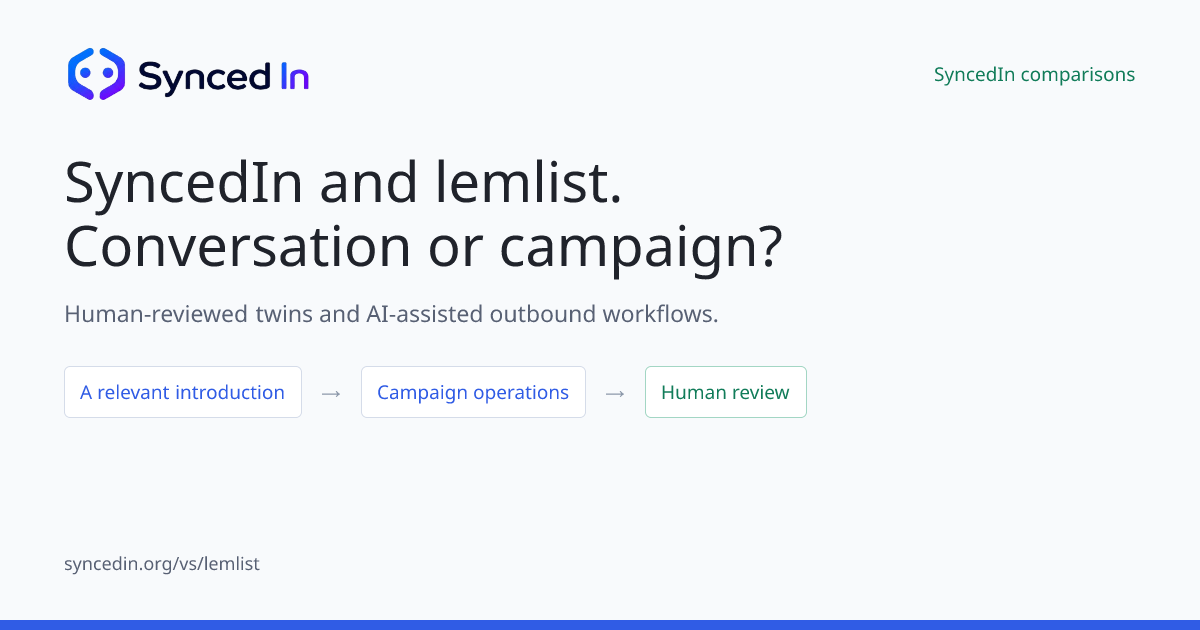 Synced In
SyncedIn comparisons
SyncedIn and lemlist.
Conversation or campaign?
Human-reviewed twins and AI-assisted outbound workflows.
A relevant introduction → Campaign operations → Human review
syncedin.org/vs/lemlist